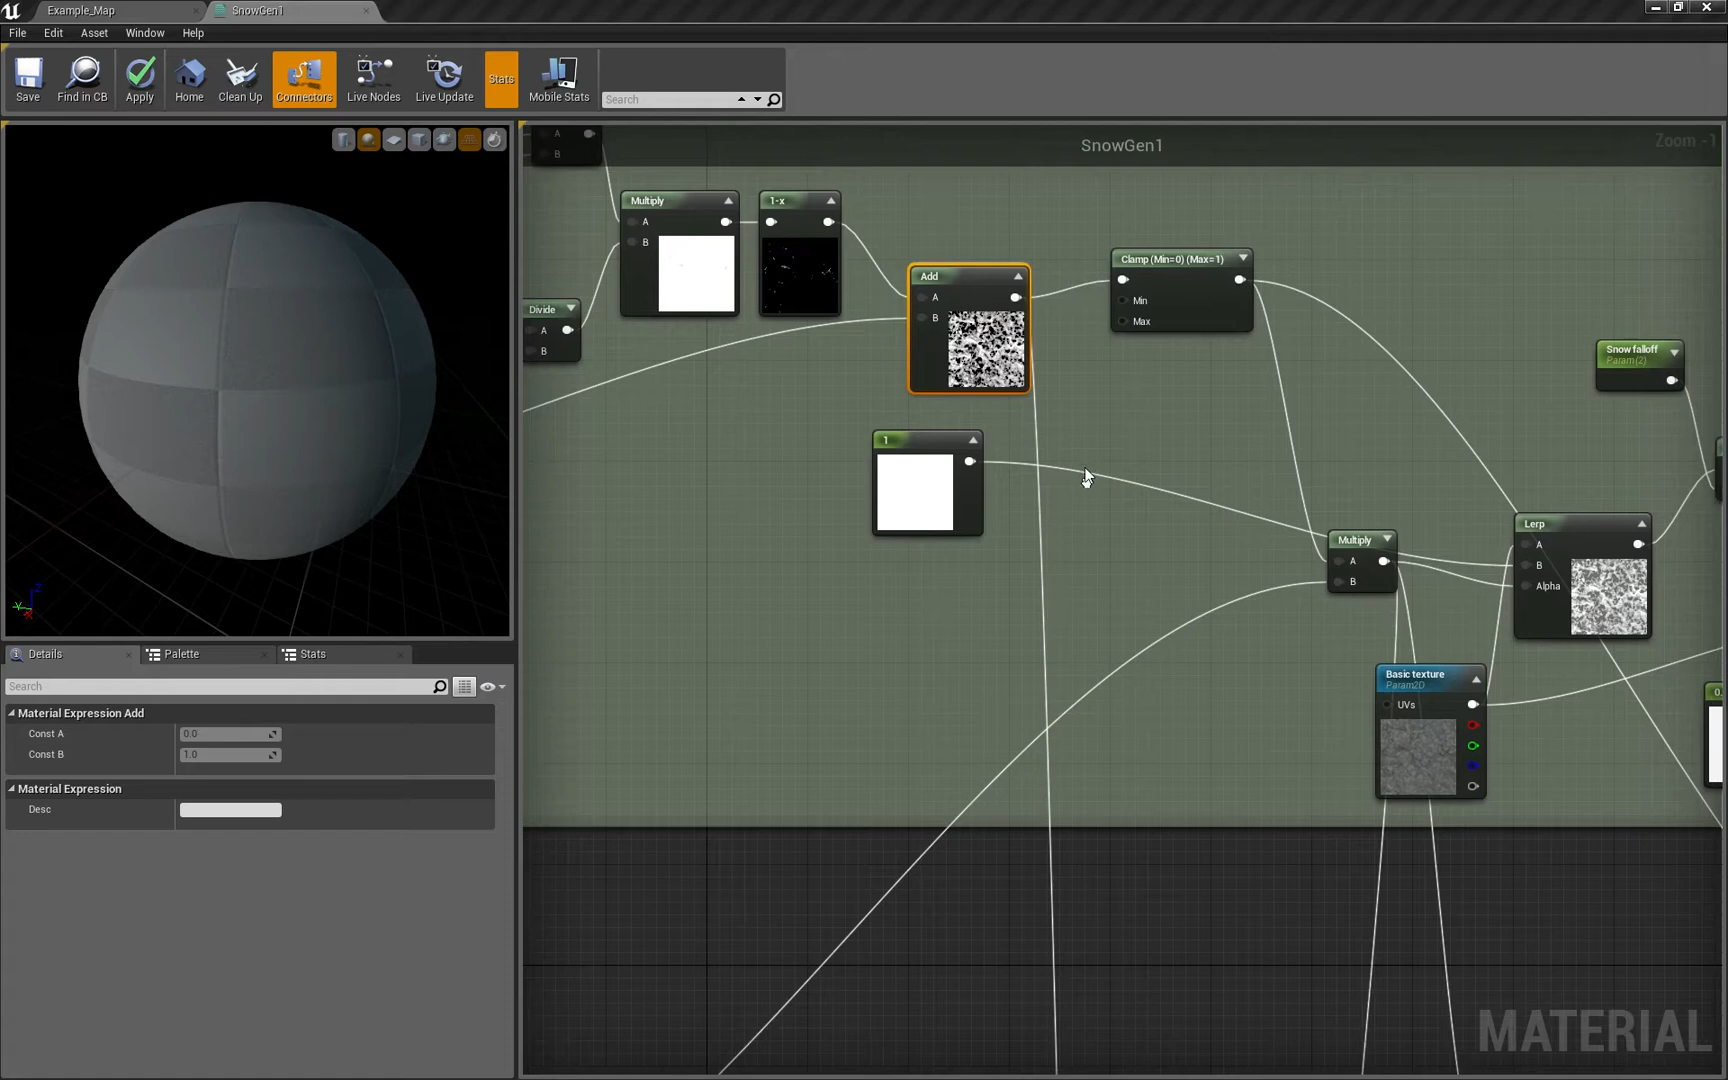 Example_Map
SnowGen1
File Edit Asset Window Help
Save
Find in CB
Apply
Home
Clean Up
Connectors
Live Nodes
Live Update
Stats
Mobile Stats
Search
SnowGen1
Zoom -1
A
B
Multiply
A
B
1-x
Divide
A
B
Add
A
B
Clamp (Min=0) (Max=1)
Min
Max
Snow falloff
Param(2)
1
Multiply
A
B
Lerp
A
B
Alpha
Basic texture
Param2D
UVs
0.
MATERIAL
Details
Palette
Stats
Search
Material Expression Add
Const A 0.0
Const B 1.0
Material Expression
Desc
Z
Y
X